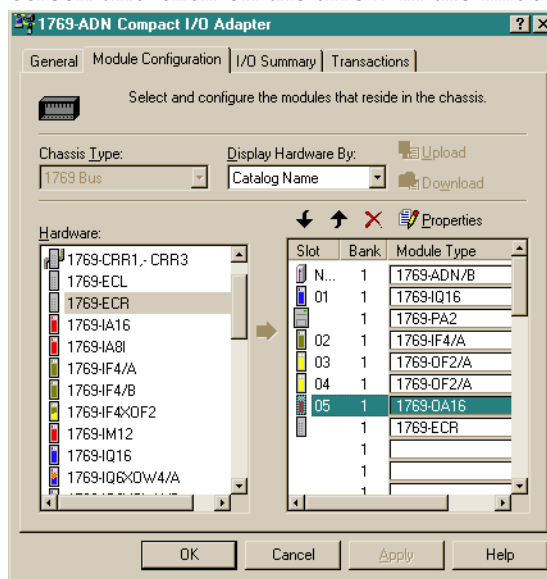 1769-ADN Compact I/O Adapter
General Module Configuration I/O Summary Transactions
Select and configure the modules that reside in the chassis.
Chassis Type:
1769 Bus
Display Hardware By:
Catalog Name
Upload
Download
Properties
Hardware:
1769-CRR1,- CRR3
1769-ECL
1769-ECR
1769-IA16
1769-IA8I
1769-IF4/A
1769-IF4/B
1769-IF4XOF2
1769-IM12
1769-IQ16
1769-IQ6XOW4/A
Slot Bank Module Type
N... 1 1769-ADN/B
01 1 1769-IQ16
1 1769-PA2
02 1 1769-IF4/A
03 1 1769-OF2/A
04 1 1769-OF2/A
05 1 1769-OA16
1 1769-ECR
1
1
1
OK Cancel Apply Help